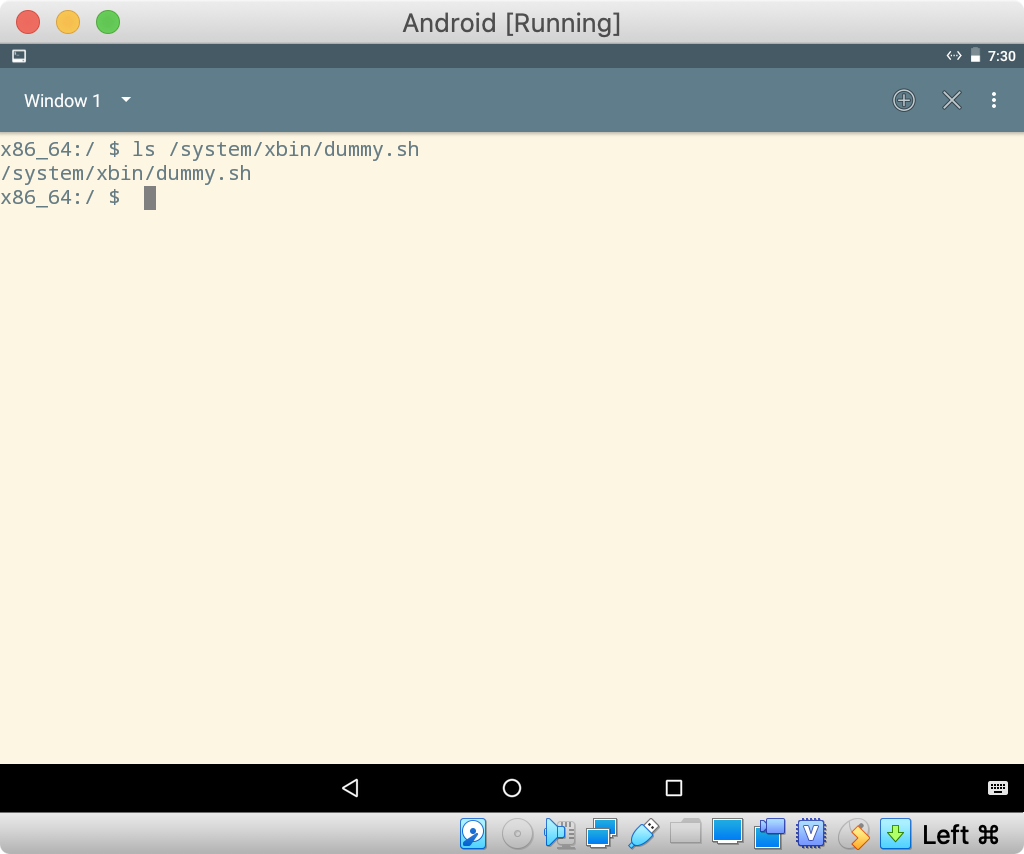 Android [Running]
7:30
Window 1
x86_64:/ $ ls /system/xbin/dummy.sh
/system/xbin/dummy.sh
x86_64:/ $
V
Left ⌘